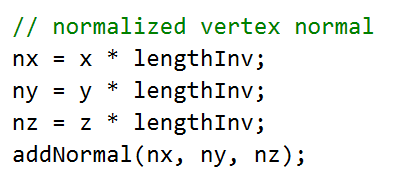 // normalized vertex normal
nx = x * lengthInv;
ny = y * lengthInv;
nz = z * lengthInv;
addNormal(nx, ny, nz);